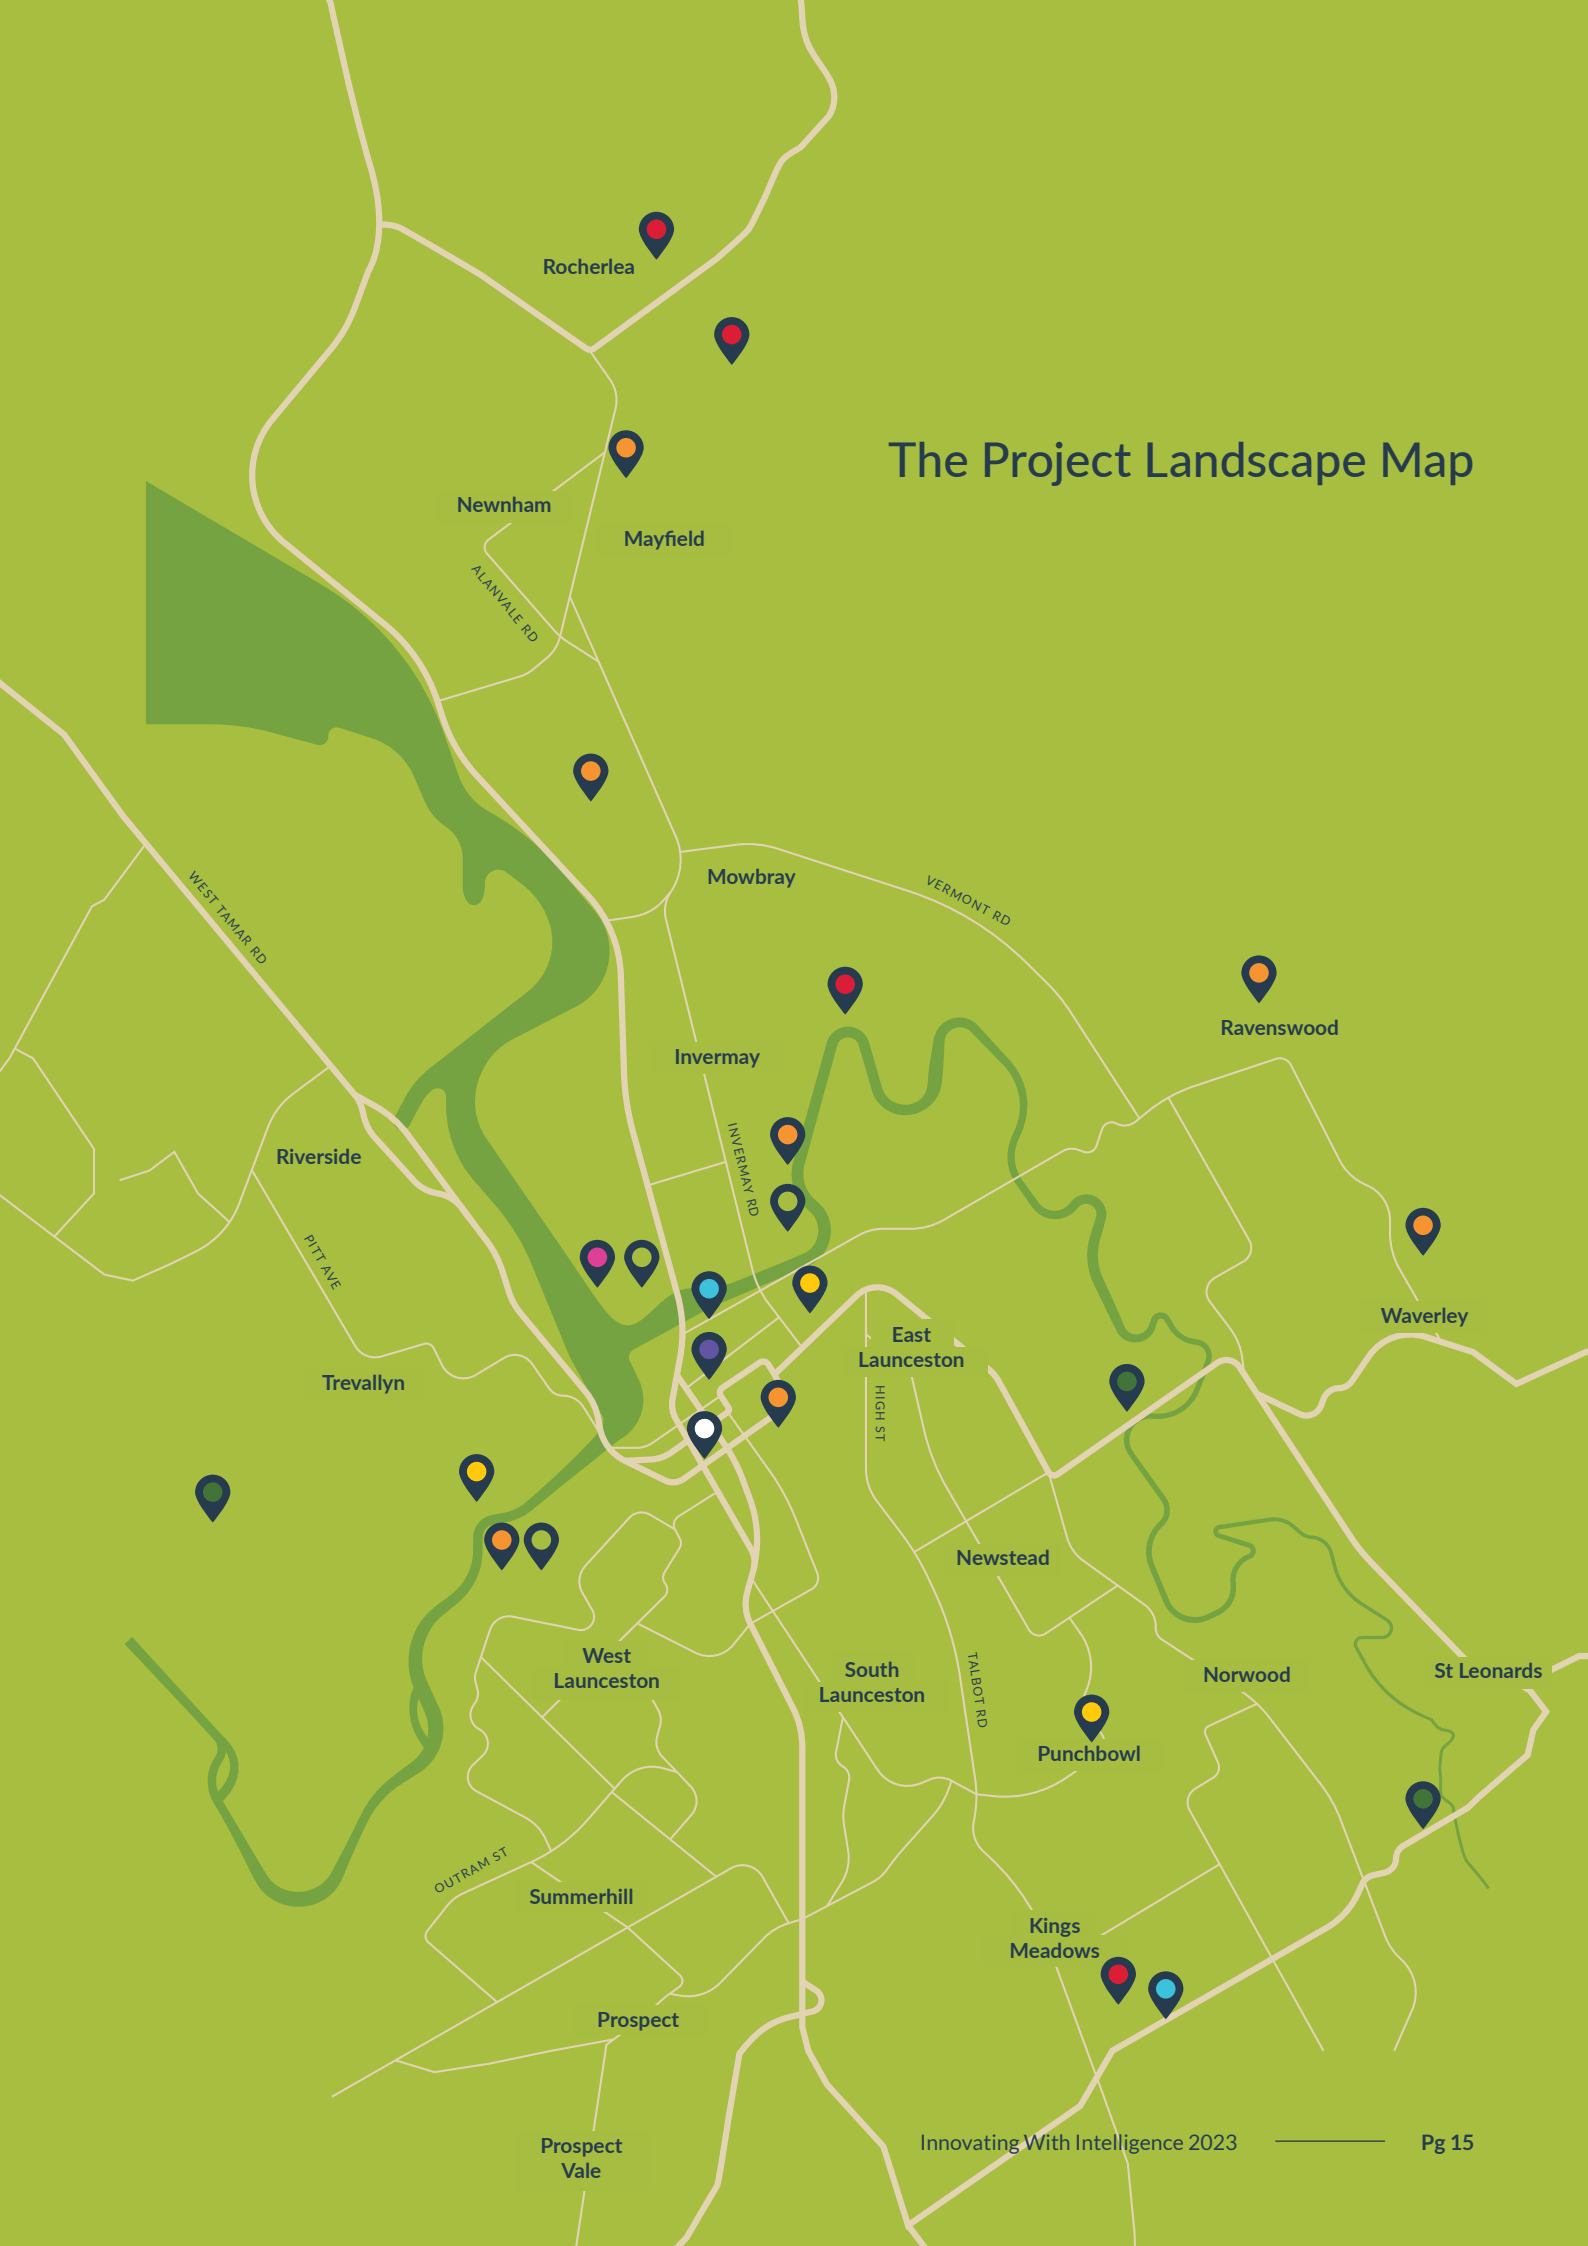 Rocherlea
The Project Landscape Map
Newnham
Mayfield
ALANVALE RD
Mowbray
WEST TAMAR RD
VERMONT RD
Ravenswood
Invermay
INVERMAY RD
Riverside
PITT AVE
Waverley
East
Launceston
Trevallyn
HIGH ST
Newstead
West
Launceston
South
Launceston
TALBOT RD
Norwood
St Leonards
Punchbowl
OUTRAM ST
Summerhill
Kings
Meadows
Prospect
Prospect
Vale
Innovating With Intelligence 2023
Pg 15